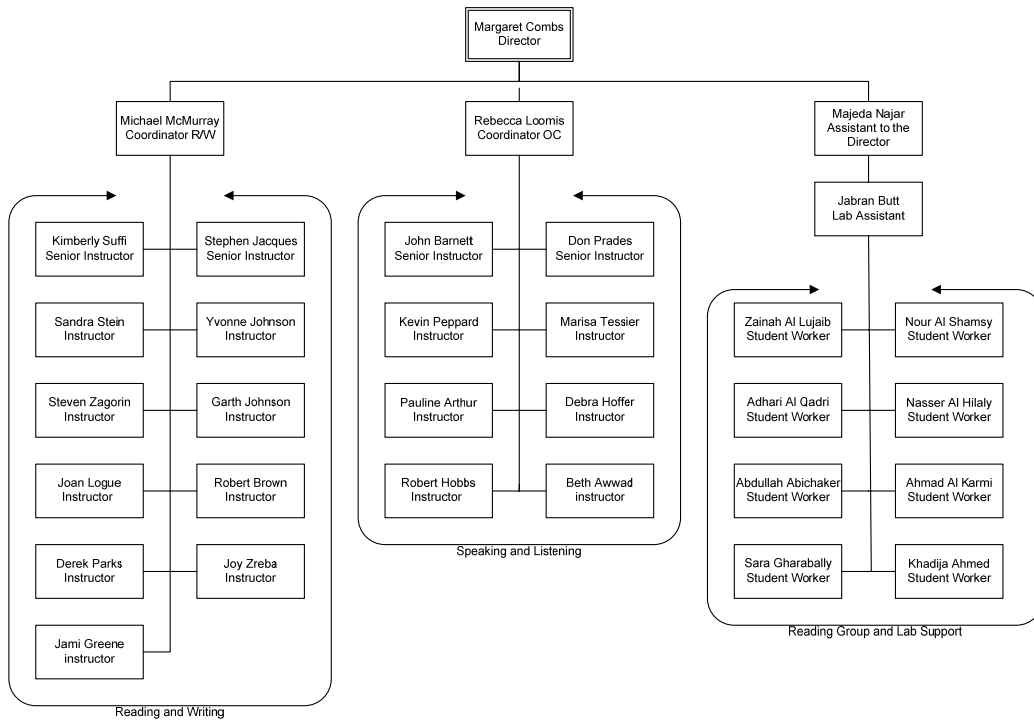 Margaret Combs
Director
Michael McMurray
Coordinator R/W
Rebecca Loomis
Coordinator OC
Majeda Najar
Assistant to the
Director
Jabran Butt
Lab Assistant
Kimberly Suffi
Senior Instructor
Stephen Jacques
Senior Instructor
Sandra Stein
Instructor
Yvonne Johnson
Instructor
Steven Zagorin
Instructor
Garth Johnson
Instructor
Joan Logue
Instructor
Robert Brown
Instructor
Derek Parks
Instructor
Joy Zreba
Instructor
Jami Greene
instructor
Reading and Writing
John Barnett
Senior Instructor
Don Prades
Senior Instructor
Kevin Peppard
Instructor
Marisa Tessier
Instructor
Pauline Arthur
Instructor
Debra Hoffer
Instructor
Robert Hobbs
Instructor
Beth Awwad
instructor
Speaking and Listening
Zainah Al Lujaib
Student Worker
Nour Al Shamsy
Student Worker
Adhari Al Qadri
Student Worker
Nasser Al Hilaly
Student Worker
Abdullah Abichaker
Student Worker
Ahmad Al Karmi
Student Worker
Sara Gharabally
Student Worker
Khadija Ahmed
Student Worker
Reading Group and Lab Support